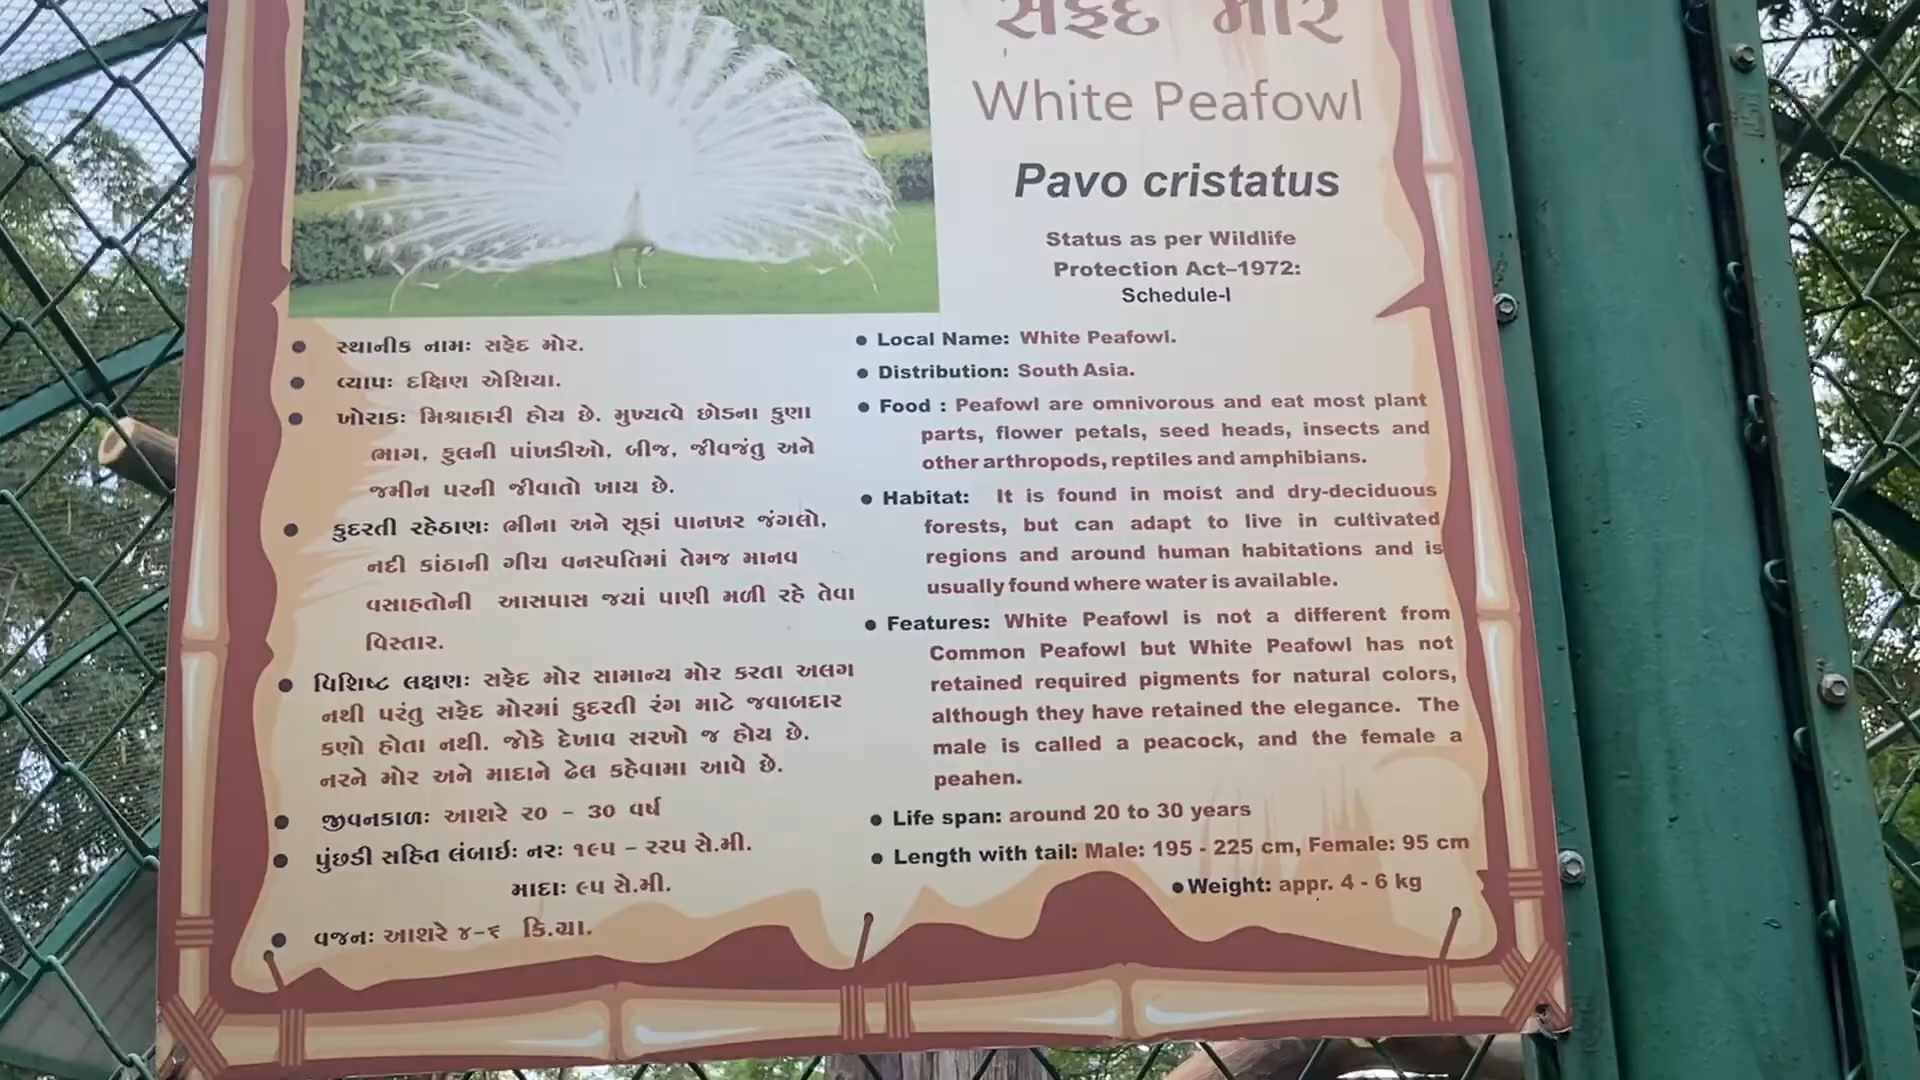 સફેદ મોર
White Peafowl
Pavo cristatus
Status as per Wildlife
Protection Act–1972:
Schedule-I
● સ્થાનીક નામઃ સફેદ મોર.
● વ્યાપઃ દક્ષિણ એશિયા.
● ખોરાકઃ મિશ્રાહારી હોય છે. મુખ્યત્વે છોડના કુણા
ભાગ, ફુલની પાંખડીઓ, બીજ, જીવજંતુ અને
જમીન પરની જીવાતો ખાય છે.
● કુદરતી રહેઠાણઃ ભીના અને સૂકાં પાનખર જંગલો,
નદી કાંઠાની ગીચ વનસ્પતિમાં તેમજ માનવ
વસાહતોની આસપાસ જયાં પાણી મળી રહે તેવા
વિસ્તાર.
● વિશિષ્ટ લક્ષણઃ સફેદ મોર સામાન્ય મોર કરતા અલગ
નથી પરંતુ સફેદ મોરમાં કુદરતી રંગ માટે જવાબદાર
કણો હોતા નથી. જોકે દેખાવ સરખો જ હોય છે.
નરને મોર અને માદાને ઢેલ કહેવામા આવે છે.
● જીવનકાળઃ આશરે ૨૦ – ૩૦ વર્ષ
● પુંછડી સહિત લંબાઈઃ નરઃ ૧૯૫ – ૨૨૫ સે.મી.
માદાઃ ૯૫ સે.મી.
● વજનઃ આશરે ૪–૬ કિ.ગ્રા.
● Local Name: White Peafowl.
● Distribution: South Asia.
● Food : Peafowl are omnivorous and eat most plant
parts, flower petals, seed heads, insects and
other arthropods, reptiles and amphibians.
● Habitat: It is found in moist and dry-deciduous
forests, but can adapt to live in cultivated
regions and around human habitations and is
usually found where water is available.
● Features: White Peafowl is not a different from
Common Peafowl but White Peafowl has not
retained required pigments for natural colors,
although they have retained the elegance. The
male is called a peacock, and the female a
peahen.
● Life span: around 20 to 30 years
● Length with tail: Male: 195 - 225 cm, Female: 95 cm
● Weight: appr. 4 - 6 kg